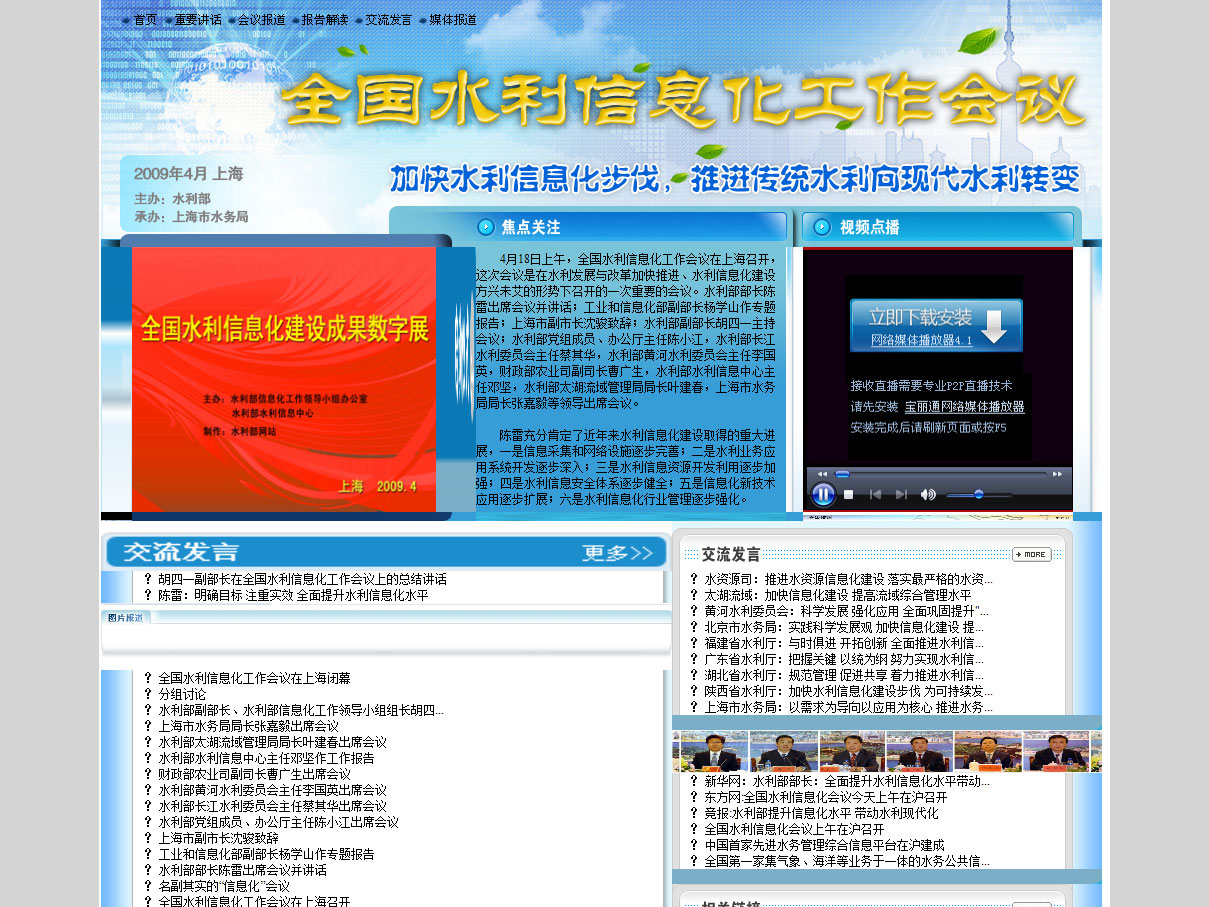 首页 重要讲话 会议报道 报告解读 交流发言 媒体报道
全国水利信息化工作会议
加快水利信息化步伐，推进传统水利向现代水利转变
2009年4月 上海
主办：水利部
承办：上海市水务局
全国水利信息化建设成果数字展
主办：水利部信息化工作领导小组办公室
水利部水利信息中心
制作：水利部网站
上海 2009.4
焦点关注
4月18日上午，全国水利信息化工作会议在上海召开，
这次会议是在水利发展与改革加快推进、水利信息化建设
方兴未艾的形势下召开的一次重要的会议。水利部部长陈
雷出席会议并讲话；工业和信息化部副部长杨学山作专题
报告；上海市副市长沈骏致辞；水利部副部长胡四一主持
会议；水利部党组成员、办公厅主任陈小江，水利部长江
水利委员会主任蔡其华，水利部黄河水利委员会主任李国
英，财政部农业司副司长曹广生，水利部水利信息中心主
任邓坚，水利部太湖流域管理局局长叶建春，上海市水务
局局长张嘉毅等领导出席会议。
陈雷充分肯定了近年来水利信息化建设取得的重大进
展，一是信息采集和网络设施逐步完善；二是水利业务应
用系统开发逐步深入；三是水利信息资源开发利用逐步加
强；四是水利信息安全体系逐步健全；五是信息化新技术
应用逐步扩展；六是水利信息化行业管理逐步强化。
视频点播
立即下载安装
网络媒体播放器4.1
接收直播需要专业P2P直播技术
请先安装 宝丽通网络媒体播放器
安装完成后请刷新页面或按F5
交流发言 更多>>
? 胡四一副部长在全国水利信息化工作会议上的总结讲话
? 陈雷：明确目标 注重实效 全面提升水利信息化水平
图片报道
? 全国水利信息化工作会议在上海闭幕
? 分组讨论
? 水利部副部长、水利部信息化工作领导小组组长胡四...
? 上海市水务局局长张嘉毅出席会议
? 水利部太湖流域管理局局长叶建春出席会议
? 水利部水利信息中心主任邓坚作工作报告
? 财政部农业司副司长曹广生出席会议
? 水利部黄河水利委员会主任李国英出席会议
? 水利部长江水利委员会主任蔡其华出席会议
? 水利部党组成员、办公厅主任陈小江出席会议
? 上海市副市长沈骏致辞
? 工业和信息化部副部长杨学山作专题报告
? 水利部部长陈雷出席会议并讲话
? 名副其实的“信息化”会议
? 全国水利信息化工作会议在上海召开
交流发言 MORE
? 水资源司：推进水资源信息化建设 落实最严格的水资...
? 太湖流域：加快信息化建设 提高流域综合管理水平
? 黄河水利委员会：科学发展 强化应用 全面巩固提升"...
? 北京市水务局：实践科学发展观 加快信息化建设 提...
? 福建省水利厅：与时俱进 开拓创新 全面推进水利信...
? 广东省水利厅：把握关键 以统为纲 努力实现水利信...
? 湖北省水利厅：规范管理 促进共享 着力推进水利信...
? 陕西省水利厅：加快水利信息化建设步伐 为可持续发...
? 上海市水务局：以需求为导向以应用为核心 推进水务...
? 新华网：水利部部长：全面提升水利信息化水平带动...
? 东方网:全国水利信息化会议今天上午在沪召开
? 竞报:水利部提升信息化水平 带动水利现代化
? 全国水利信息化会议上午在沪召开
? 中国首家先进水务管理综合信息平台在沪建成
? 全国第一家集气象、海洋等业务于一体的水务公共信...
相关链接